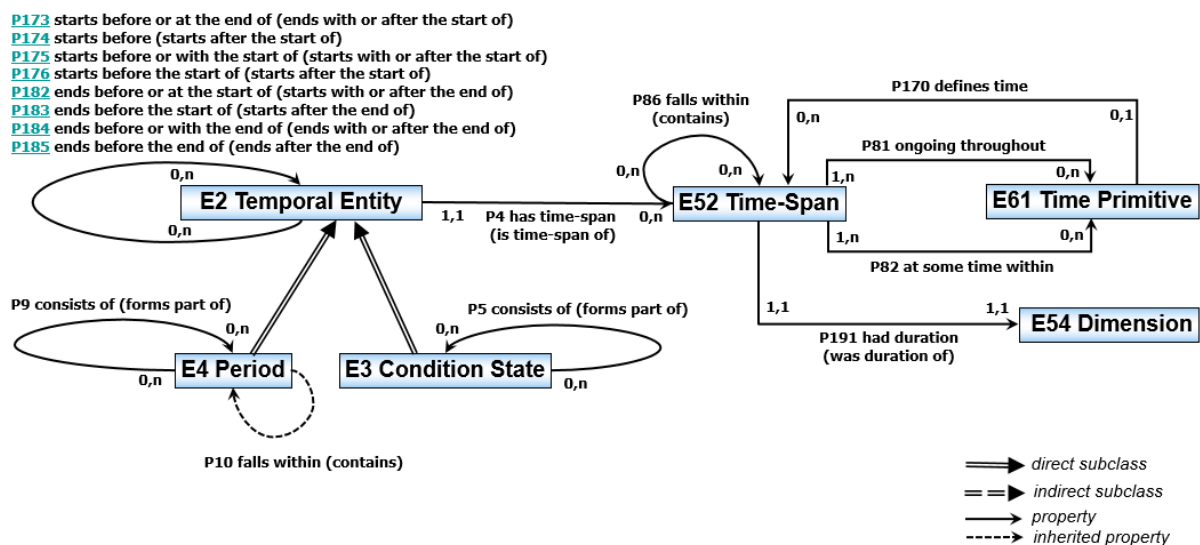 P173 starts before or at the end of (ends with or after the start of)
P174 starts before (starts after the start of)
P175 starts before or with the start of (starts with or after the start of)
P176 starts before the start of (starts after the start of)
P182 ends before or at the start of (starts with or after the end of)
P183 ends before the start of (starts after the end of)
P184 ends before or with the end of (ends with or after the end of)
P185 ends before the end of (ends after the end of)
P86 falls within
(contains)
P170 defines time
0,n
0,1
P81 ongoing throughout
0,n
0,n
0,n
1,n
0,n
E2 Temporal Entity
E52 Time-Span
E61 Time Primitive
0,n
1,1
P4 has time-span
(is time-span of)
0,n
1,n
0,n
P82 at some time within
P9 consists of (forms part of)
P5 consists of (forms part of)
1,1
1,1
E54 Dimension
P191 had duration
(was duration of)
0,n
0,n
E4 Period
E3 Condition State
0,n
0,n
P10 falls within (contains)
direct subclass
indirect subclass
property
inherited property